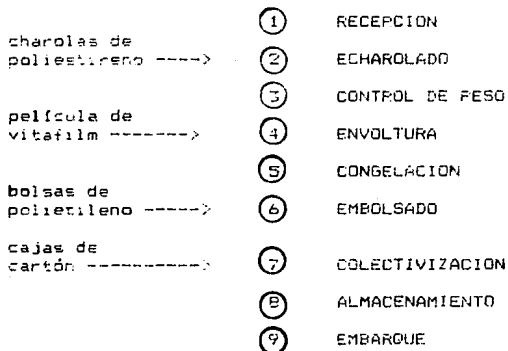 ① RECEPCION
charolas de
poliestireno ----> ② ECHAROLADO
③ CONTROL DE PESO
película de
vitafilm -------> ④ ENVOLTURA
⑤ CONGELACION
bolsas de
polietileno -----> ⑥ EMBOLSADO
cajas de
cartón ----------> ⑦ COLECTIVIZACION
⑧ ALMACENAMIENTO
⑨ EMBARQUE